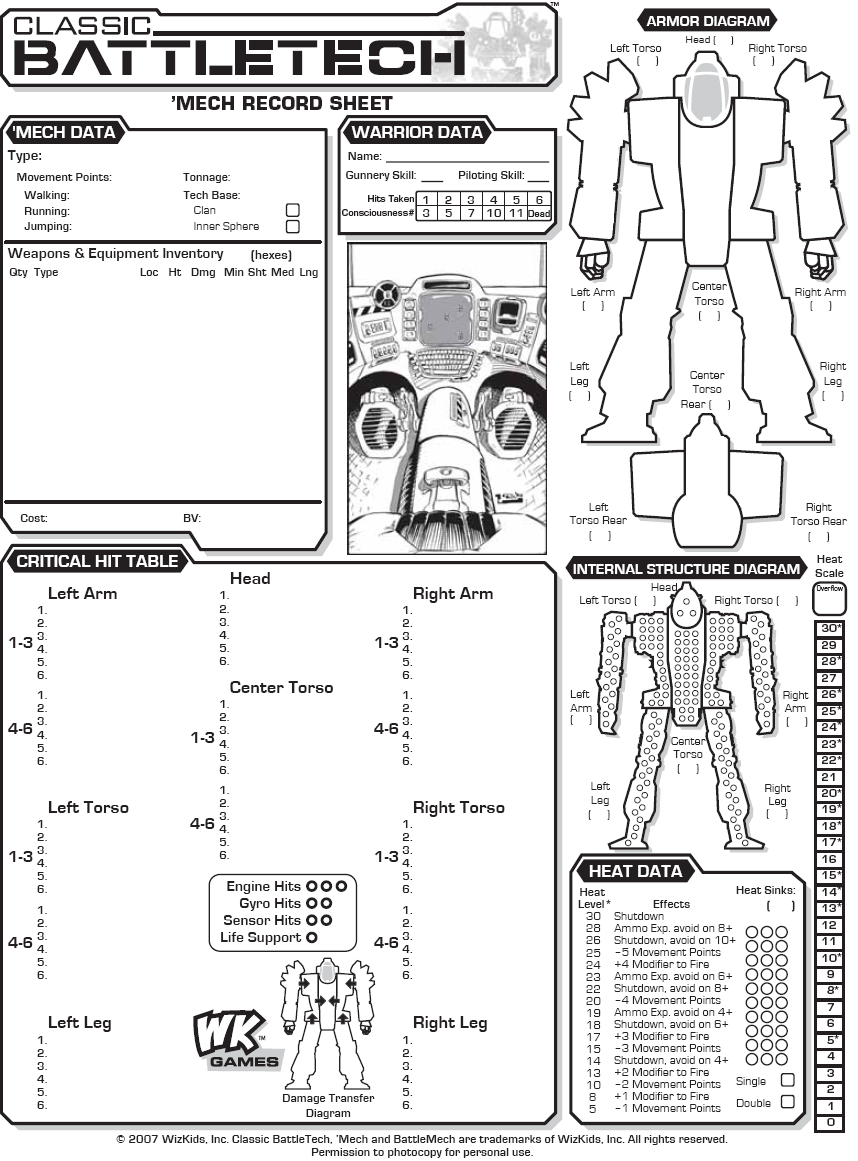 CLASSIC
BATTLETECH
™
'MECH RECORD SHEET
'MECH DATA
Type:
Movement Points:
Tonnage:
Walking:
Tech Base:
Running:
Clan
Jumping:
Inner Sphere
Weapons & Equipment Inventory (hexes)
Qty Type Loc Ht Dmg Min Sht Med Lng
Cost:
BV:
WARRIOR DATA
Name:
Gunnery Skill: Piloting Skill:
Hits Taken 1 2 3 4 5 6
Consciousness# 3 5 7 10 11 Dead
ARMOR DIAGRAM
Head ( )
Left Torso
( )
Right Torso
( )
Left Arm
( )
Center
Torso
( )
Right Arm
( )
Left
Leg
( )
Center
Torso
Rear ( )
Right
Leg
( )
Left
Torso Rear
( )
Right
Torso Rear
( )
CRITICAL HIT TABLE
Left Arm
1-3
1.
2.
3.
4.
5.
6.
4-6
1.
2.
3.
4.
5.
6.
Left Torso
1-3
1.
2.
3.
4.
5.
6.
4-6
1.
2.
3.
4.
5.
6.
Left Leg
1.
2.
3.
4.
5.
6.
Head
1.
2.
3.
4.
5.
6.
Center Torso
1-3
1.
2.
3.
4.
5.
6.
4-6
1.
2.
3.
4.
5.
6.
Engine Hits
Gyro Hits
Sensor Hits
Life Support
WK™
GAMES
Damage Transfer
Diagram
Right Arm
1-3
1.
2.
3.
4.
5.
6.
4-6
1.
2.
3.
4.
5.
6.
Right Torso
1-3
1.
2.
3.
4.
5.
6.
4-6
1.
2.
3.
4.
5.
6.
Right Leg
1.
2.
3.
4.
5.
6.
INTERNAL STRUCTURE DIAGRAM
Head
Left Torso ( )
Right Torso ( )
Left
Arm
( )
Right
Arm
( )
Center
Torso
( )
Left
Leg
( )
Right
Leg
( )
HEAT DATA
Heat
Level* Effects
Heat Sinks:
( )
30 Shutdown
28 Ammo Exp. avoid on 8+
26 Shutdown, avoid on 10+
25 –5 Movement Points
24 +4 Modifier to Fire
23 Ammo Exp. avoid on 6+
22 Shutdown, avoid on 8+
20 –4 Movement Points
19 Ammo Exp. avoid on 4+
18 Shutdown, avoid on 6+
17 +3 Modifier to Fire
15 –3 Movement Points
14 Shutdown, avoid on 4+
13 +2 Modifier to Fire
10 –2 Movement Points
8 +1 Modifier to Fire
5 –1 Movement Points
Single
Double
Heat
Scale
Overflow
30*
29
28*
27
26*
25*
24*
23*
22*
21
20*
19*
18*
17*
16
15*
14*
13*
12
11
10*
9
8*
7
6
5*
4
3
2
1
0
© 2007 WizKids, Inc. Classic BattleTech, 'Mech and BattleMech are trademarks of WizKids, Inc. All rights reserved.
Permission to photocopy for personal use.